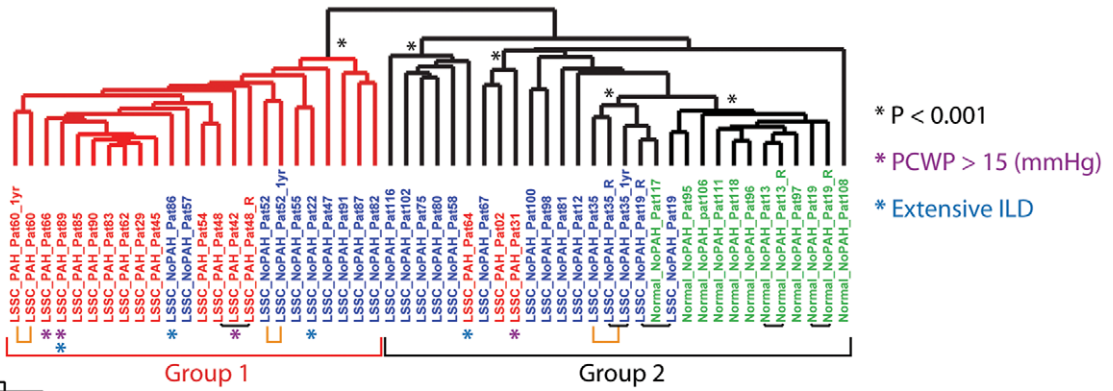 *
*
*
*
*
* P < 0.001
* PCWP > 15 (mmHg)
* Extensive ILD
LSSC_PAH_Pat60_1yr
LSSC_PAH_Pat60
LSSC_PAH_Pat66
LSSC_PAH_Pat89
LSSC_PAH_Pat85
LSSC_PAH_Pat90
LSSC_PAH_Pat83
LSSC_PAH_Pat62
LSSC_PAH_Pat29
LSSC_PAH_Pat45
LSSC_NoPAH_Pat86
LSSC_NoPAH_Pat57
LSSC_PAH_Pat54
LSSC_PAH_Pat48
LSSC_PAH_Pat42
LSSC_PAH_Pat48_R
LSSC_NoPAH_Pat52
LSSC_NoPAH_Pat52_1yr
LSSC_NoPAH_Pat55
LSSC_NoPAH_Pat22
LSSC_NoPAH_Pat47
LSSC_NoPAH_Pat91
LSSC_NoPAH_Pat87
LSSC_NoPAH_Pat82
LSSC_NoPAH_Pat116
LSSC_NoPAH_Pat102
LSSC_NoPAH_Pat75
LSSC_NoPAH_Pat80
LSSC_NoPAH_Pat58
LSSC_PAH_Pat64
LSSC_NoPAH_Pat67
LSSC_PAH_Pat02
LSSC_PAH_Pat31
LSSC_NoPAH_Pat100
LSSC_NoPAH_Pat98
LSSC_NoPAH_Pat81
LSSC_NoPAH_Pat12
LSSC_NoPAH_Pat35
LSSC_NoPAH_Pat35_R
LSSC_NoPAH_Pat35_1yr
LSSC_NoPAH_Pat19_R
Normal_NoPAH_Pat117
LSSC_NoPAH_Pat19
Normal_NoPAH_Pat95
Normal_NoPAH_pat106
Normal_NoPAH_Pat111
Normal_NoPAH_Pat118
Normal_NoPAH_Pat96
Normal_NoPAH_Pat13
Normal_NoPAH_Pat13_R
Normal_NoPAH_Pat97
Normal_NoPAH_Pat19
Normal_NoPAH_Pat19_R
Normal_NoPAH_Pat108
* ** * * * * *
*
Group 1
Group 2